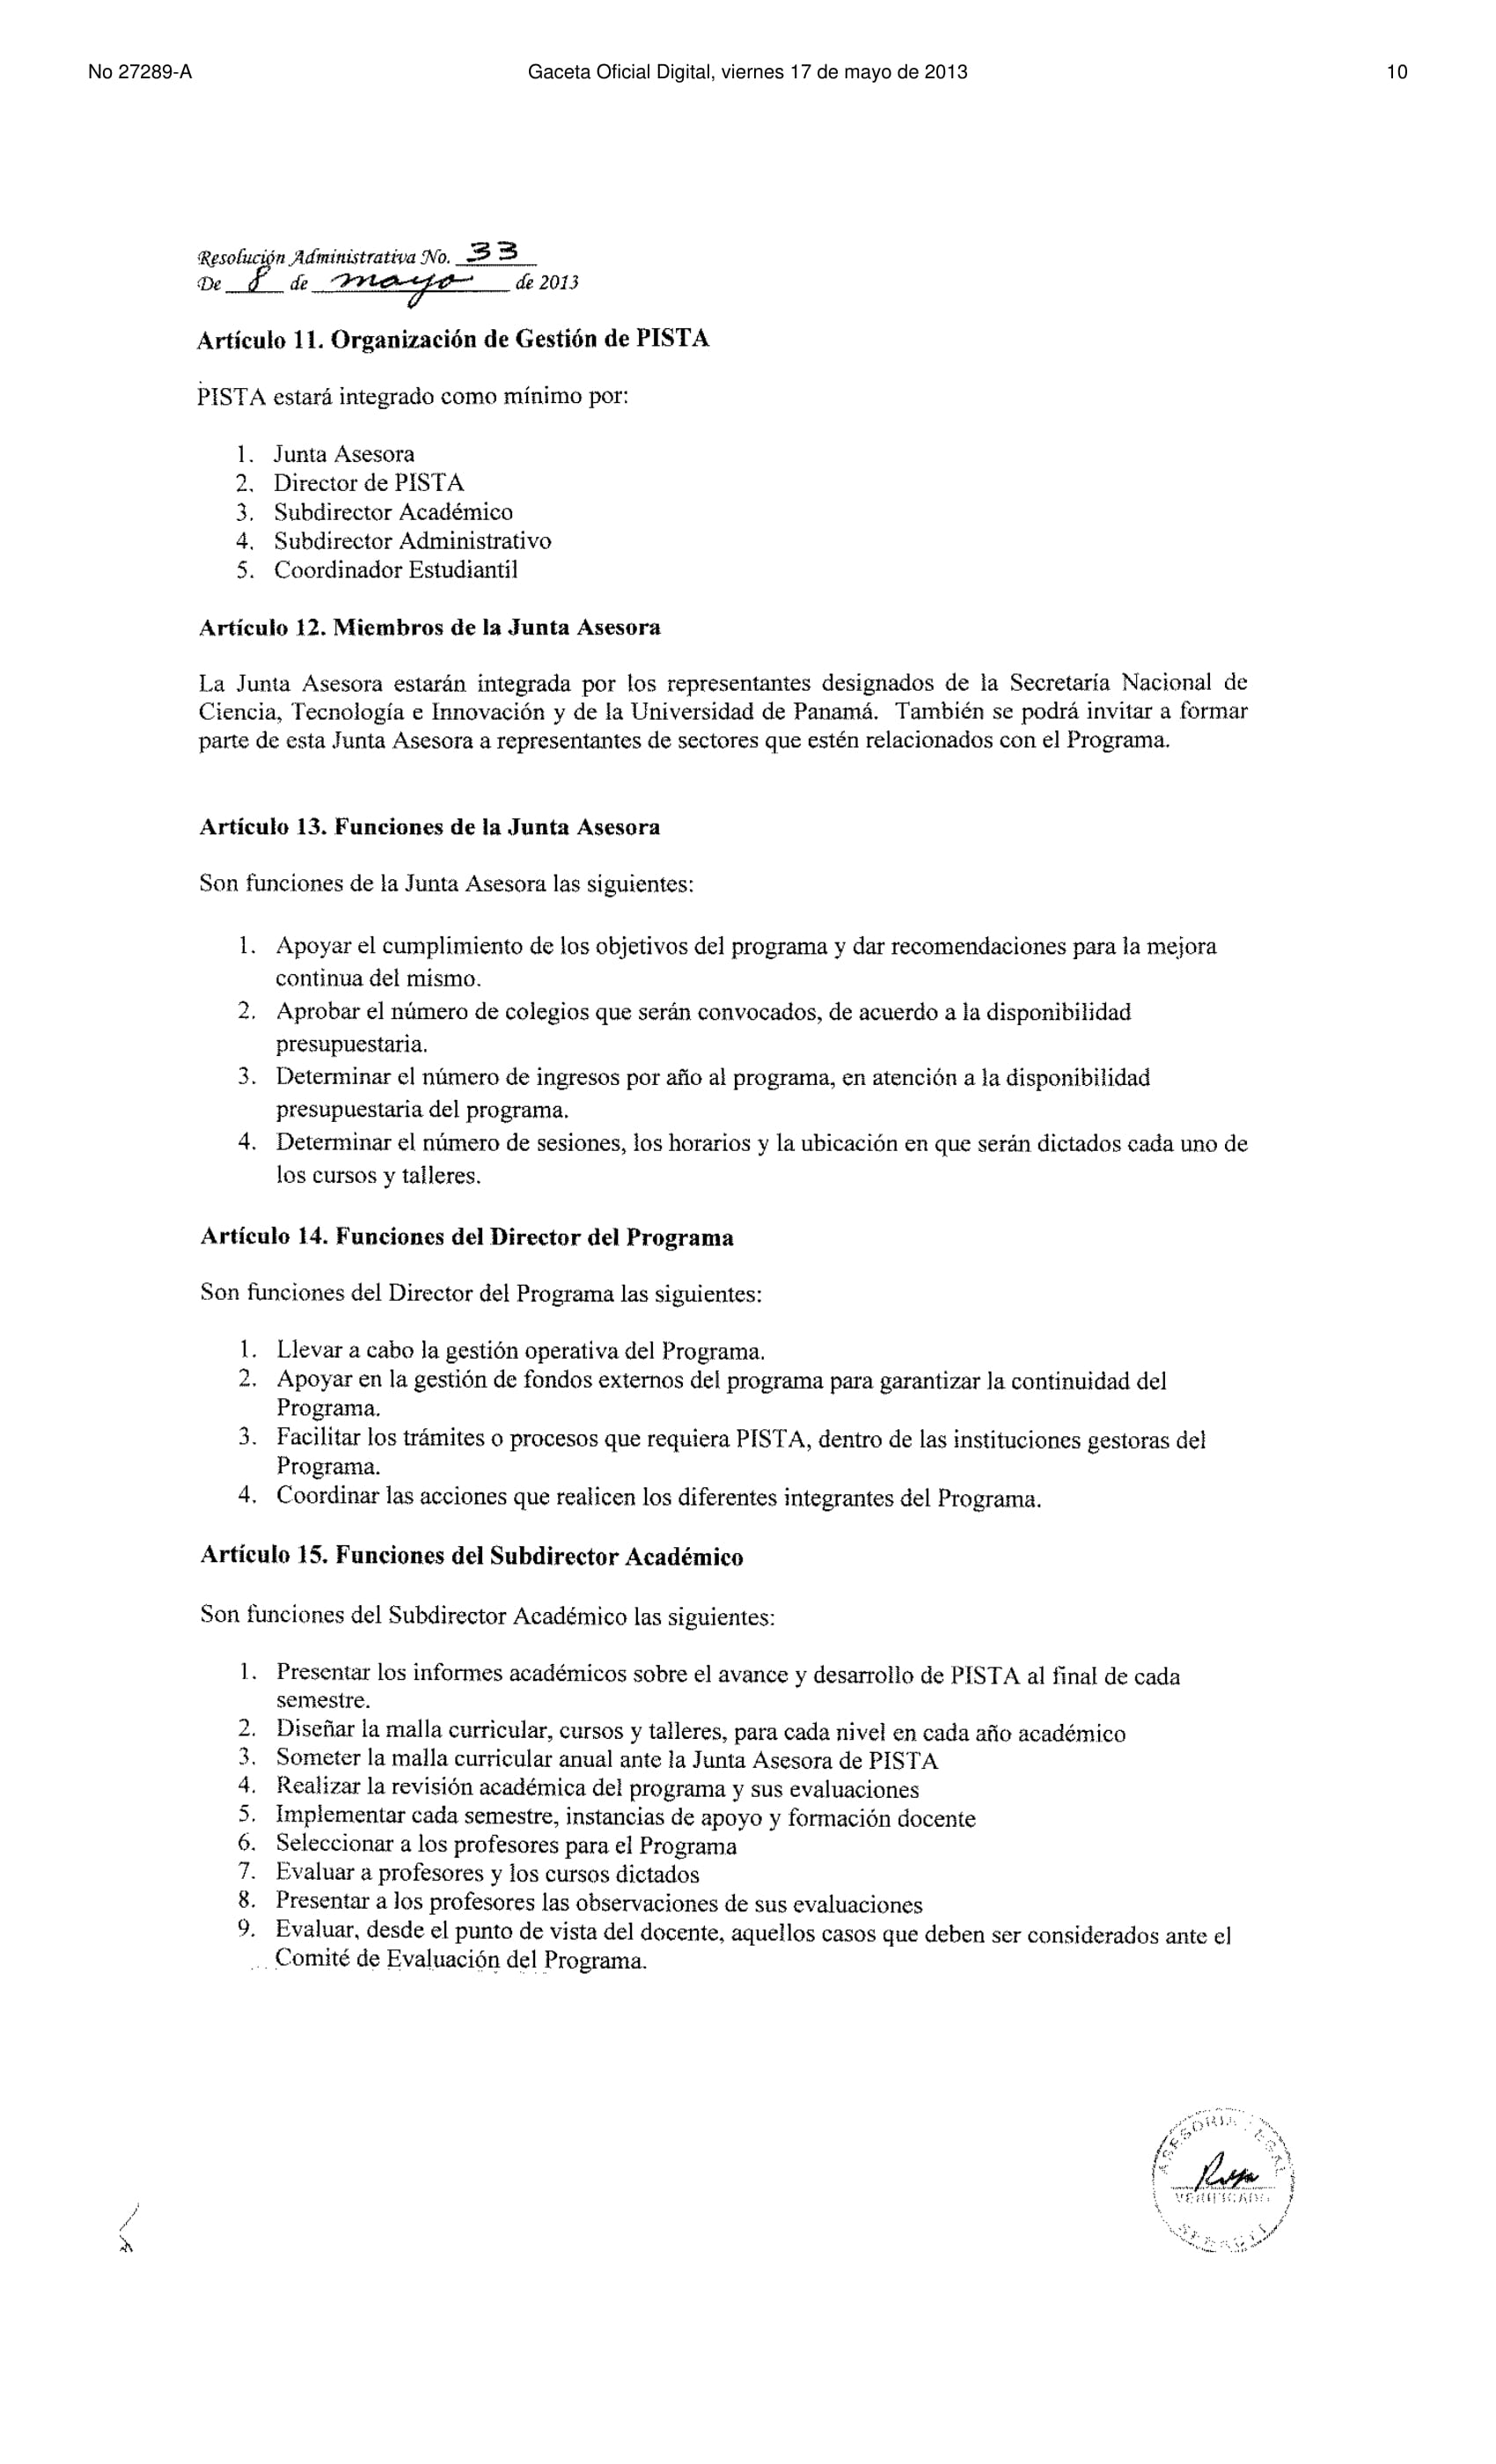 No 27289-A Gaceta Oficial Digital, viernes 17 de mayo de 2013 10
Resolución Administrativa No. 33
De 8 de mayo de 2013
Artículo 11. Organización de Gestión de PISTA
PISTA estará integrado como mínimo por:
1. Junta Asesora
2. Director de PISTA
3. Subdirector Académico
4. Subdirector Administrativo
5. Coordinador Estudiantil
Artículo 12. Miembros de la Junta Asesora
La Junta Asesora estarán integrada por los representantes designados de la Secretaría Nacional de
Ciencia, Tecnología e Innovación y de la Universidad de Panamá. También se podrá invitar a formar
parte de esta Junta Asesora a representantes de sectores que estén relacionados con el Programa.
Artículo 13. Funciones de la Junta Asesora
Son funciones de la Junta Asesora las siguientes:
1. Apoyar el cumplimiento de los objetivos del programa y dar recomendaciones para la mejora
continua del mismo.
2. Aprobar el número de colegios que serán convocados, de acuerdo a la disponibilidad
presupuestaria.
3. Determinar el número de ingresos por año al programa, en atención a la disponibilidad
presupuestaria del programa.
4. Determinar el número de sesiones, los horarios y la ubicación en que serán dictados cada uno de
los cursos y talleres.
Artículo 14. Funciones del Director del Programa
Son funciones del Director del Programa las siguientes:
1. Llevar a cabo la gestión operativa del Programa.
2. Apoyar en la gestión de fondos externos del programa para garantizar la continuidad del
Programa.
3. Facilitar los trámites o procesos que requiera PISTA, dentro de las instituciones gestoras del
Programa.
4. Coordinar las acciones que realicen los diferentes integrantes del Programa.
Artículo 15. Funciones del Subdirector Académico
Son funciones del Subdirector Académico las siguientes:
1. Presentar los informes académicos sobre el avance y desarrollo de PISTA al final de cada
semestre.
2. Diseñar la malla curricular, cursos y talleres, para cada nivel en cada año académico
3. Someter la malla curricular anual ante la Junta Asesora de PISTA
4. Realizar la revisión académica del programa y sus evaluaciones
5. Implementar cada semestre, instancias de apoyo y formación docente
6. Seleccionar a los profesores para el Programa
7. Evaluar a profesores y los cursos dictados
8. Presentar a los profesores las observaciones de sus evaluaciones
9. Evaluar, desde el punto de vista del docente, aquellos casos que deben ser considerados ante el
Comité de Evaluación del Programa.
ASESORIA LEGAL
VERIFICADO